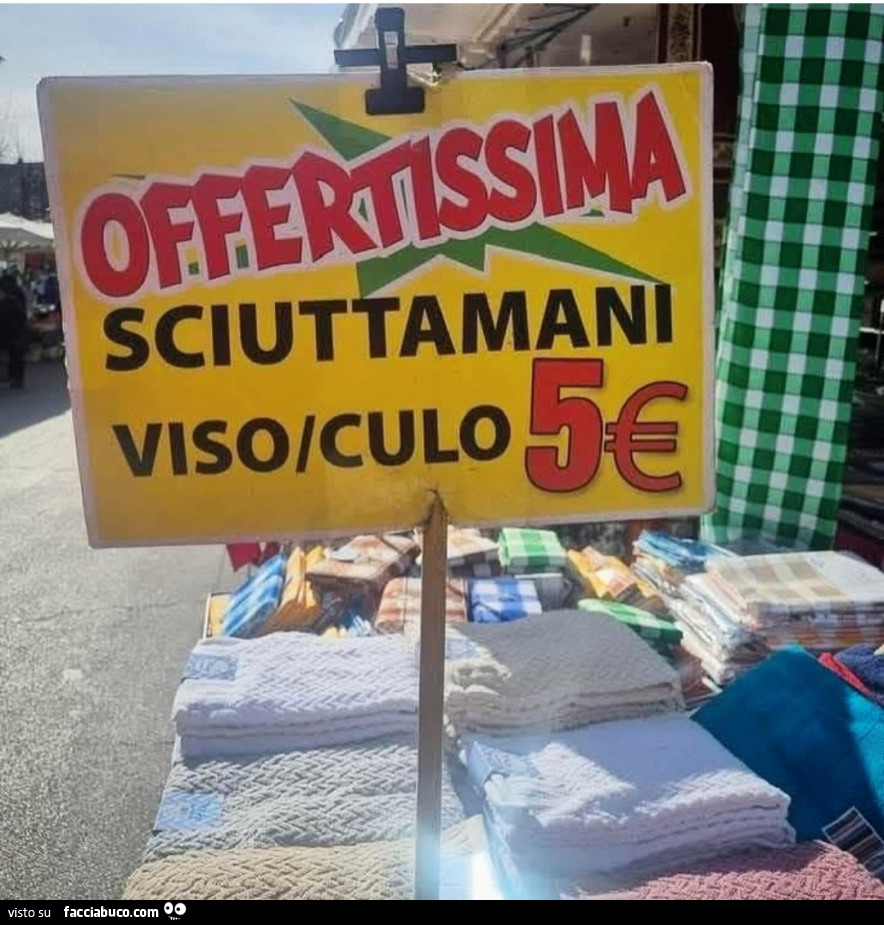 OFFERTISSIMA
SCIUTTAMANI
VISO/CULO 5€
visto su facciabuco.com